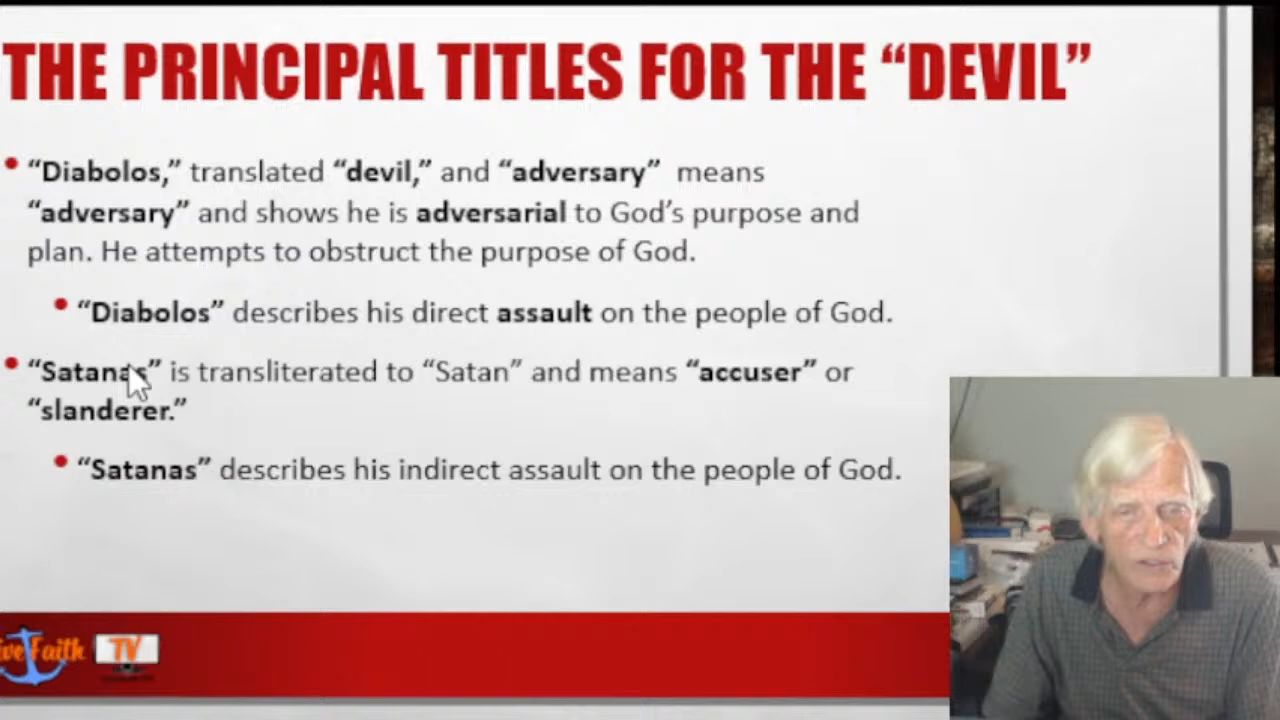 THE PRINCIPAL TITLES FOR THE “DEVIL”
• “Diabolos,” translated “devil,” and “adversary” means
“adversary” and shows he is adversarial to God’s purpose and
plan. He attempts to obstruct the purpose of God.
• “Diabolos” describes his direct assault on the people of God.
• “Satanas” is transliterated to “Satan” and means “accuser” or
“slanderer.”
• “Satanas” describes his indirect assault on the people of God.
ive Faith TV